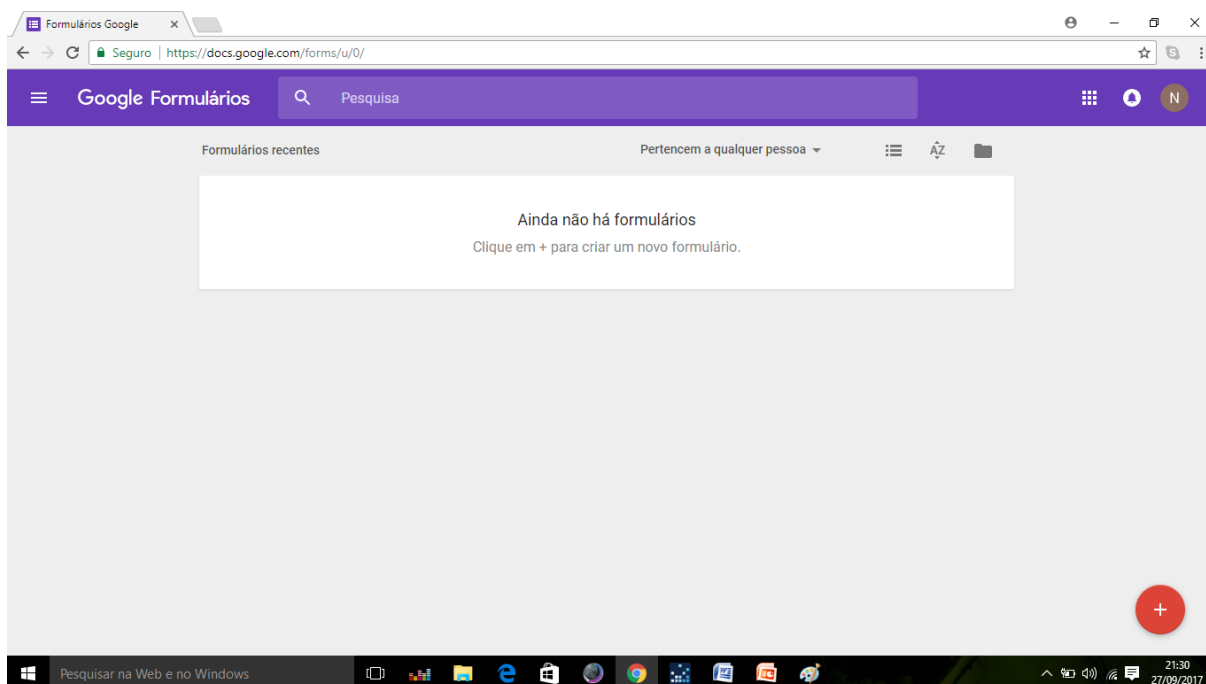 Formulários Google
Seguro | https://docs.google.com/forms/u/0/
Google Formulários
Pesquisa
N
Formulários recentes
Pertencem a qualquer pessoa
AZ
Ainda não há formulários
Clique em + para criar um novo formulário.
+
Pesquisar na Web e no Windows
21:30
27/09/2017